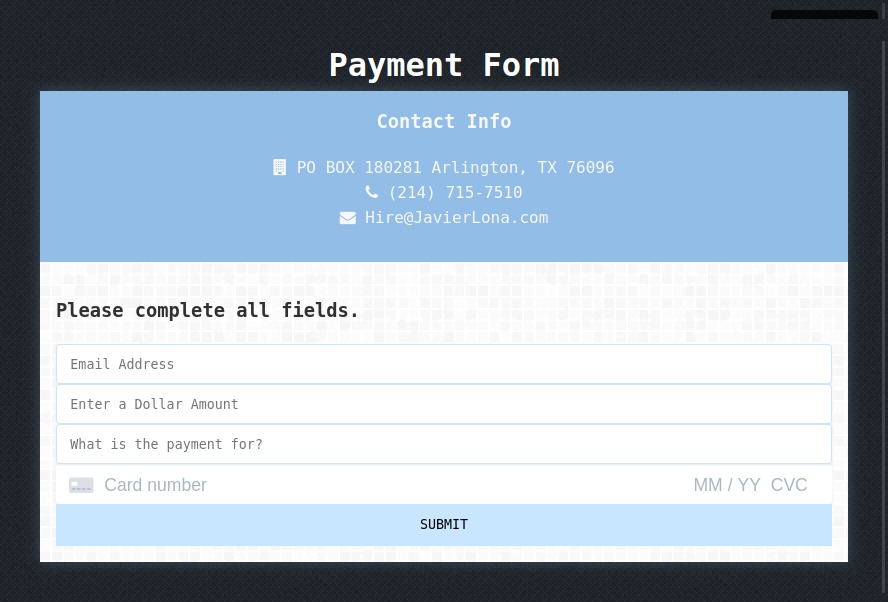 Payment Form
Contact Info
PO BOX 180281 Arlington, TX 76096
(214) 715-7510
Hire@JavierLona.com
Please complete all fields.
Email Address
Enter a Dollar Amount
What is the payment for?
Card number MM / YY CVC
SUBMIT